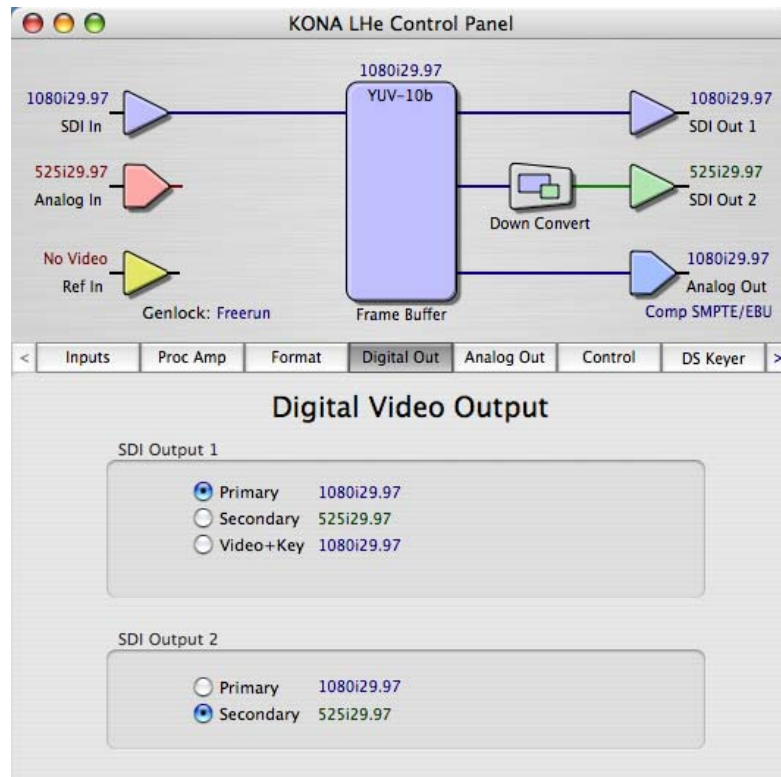 KONA LHe Control Panel
1080i29.97
YUV-10b
1080i29.97
SDI In
1080i29.97
SDI Out 1
525i29.97
Analog In
525i29.97
SDI Out 2
Down Convert
No Video
Ref In
1080i29.97
Analog Out
Genlock: Freerun
Frame Buffer
Comp SMPTE/EBU
< Inputs Proc Amp Format Digital Out Analog Out Control DS Keyer >
Digital Video Output
SDI Output 1
Primary 1080i29.97
Secondary 525i29.97
Video+Key 1080i29.97
SDI Output 2
Primary 1080i29.97
Secondary 525i29.97